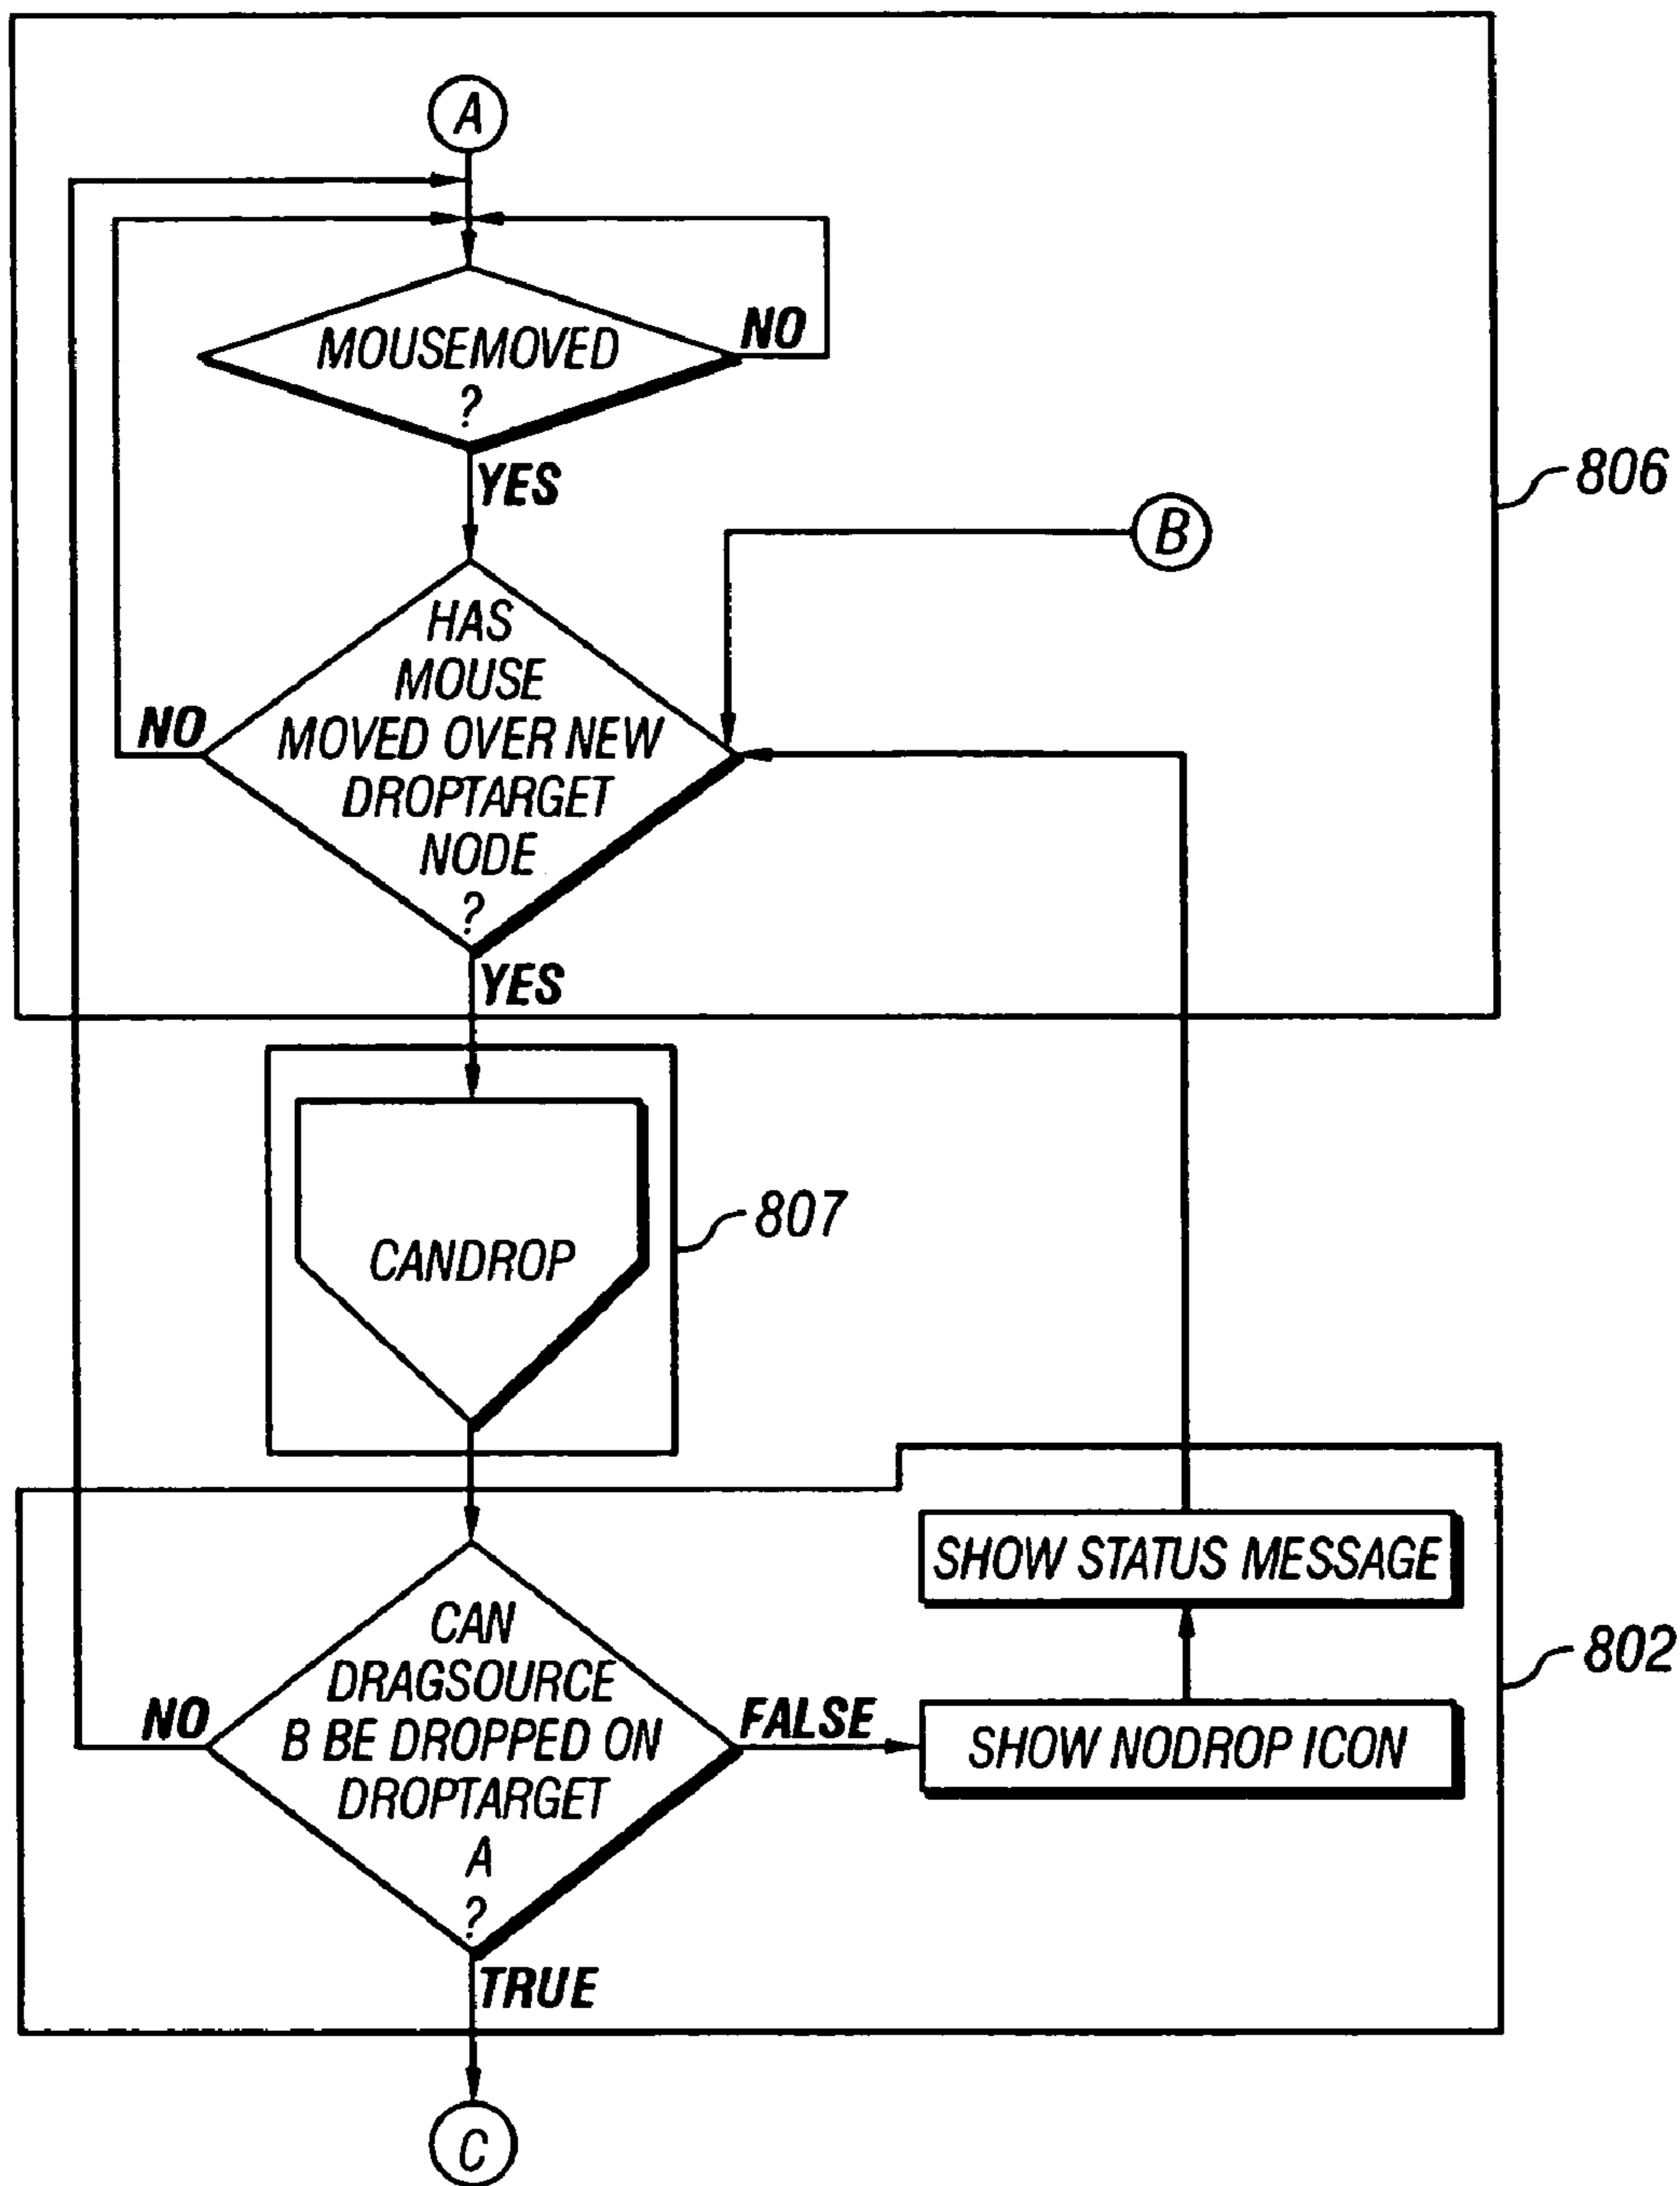 A
MOUSEMOVED
?
NO
YES
806
B
HAS
MOUSE
MOVED OVER NEW
DROPTARGET
NODE
?
NO
YES
CANDROP
807
SHOW STATUS MESSAGE
802
CAN
DRAGSOURCE
B BE DROPPED ON
DROPTARGET
A
?
NO
FALSE
SHOW NODROP ICON
TRUE
C